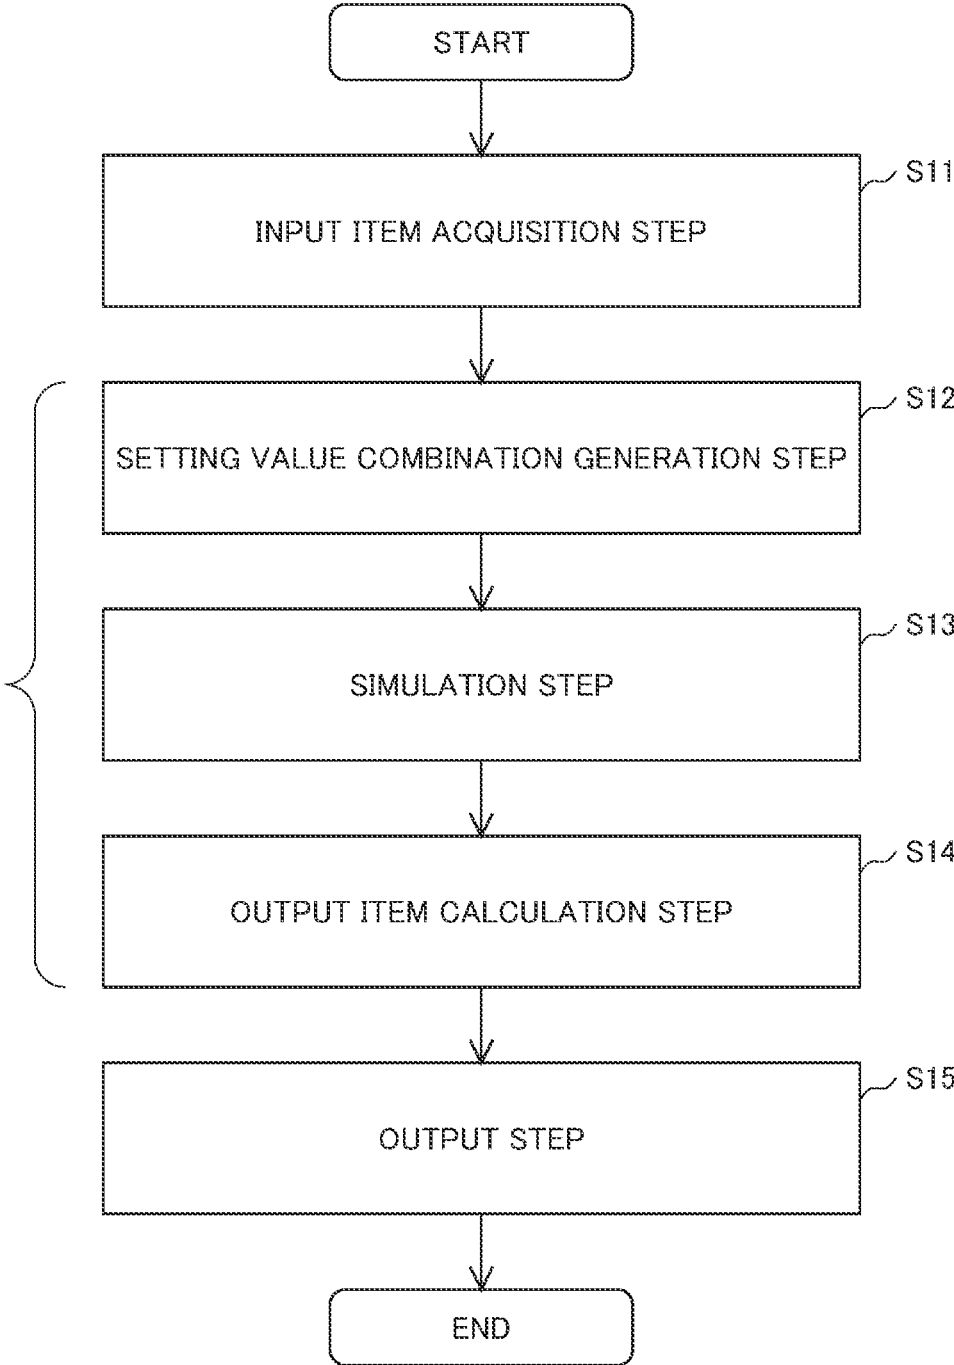 START
S11
INPUT ITEM ACQUISITION STEP
S12
SETTING VALUE COMBINATION GENERATION STEP
S13
SIMULATION STEP
S14
OUTPUT ITEM CALCULATION STEP
S15
OUTPUT STEP
END